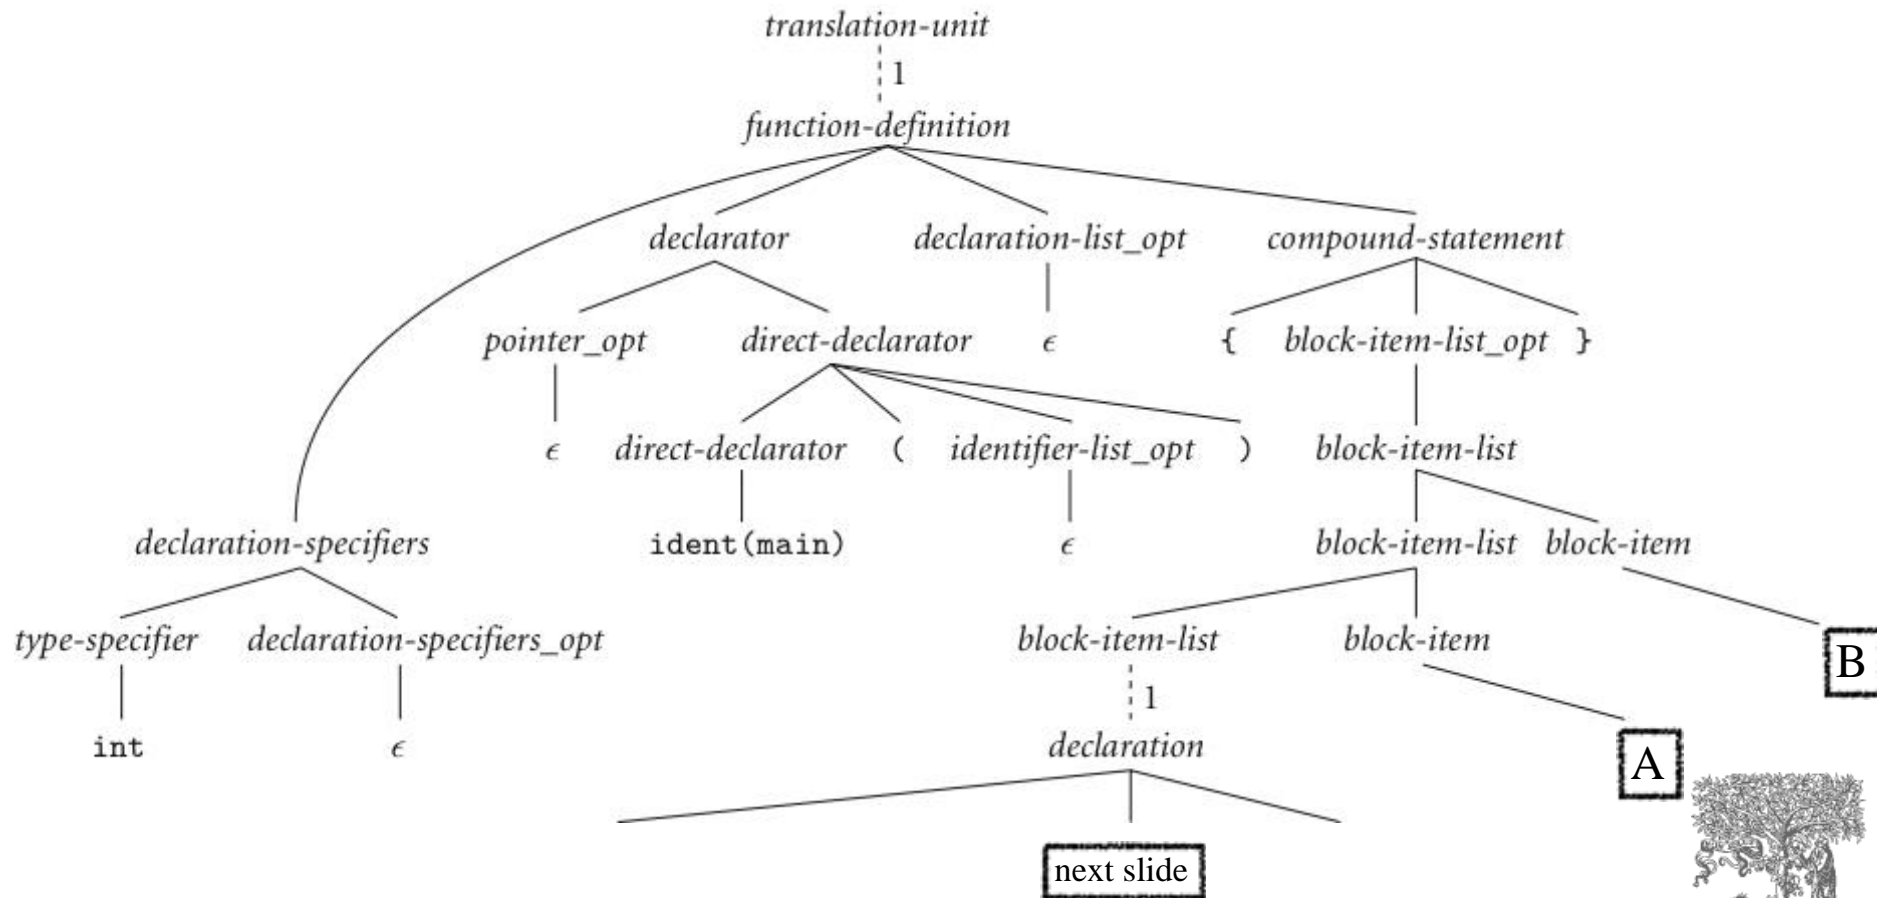 translation-unit
1
function-definition
declarator declaration-list_opt compound-statement
pointer_opt direct-declarator ϵ { block-item-list_opt }
ϵ direct-declarator ( identifier-list_opt ) block-item-list
declaration-specifiers ident(main) ϵ block-item-list block-item
type-specifier declaration-specifiers_opt block-item-list block-item
B
1
int ϵ declaration
A
next slide